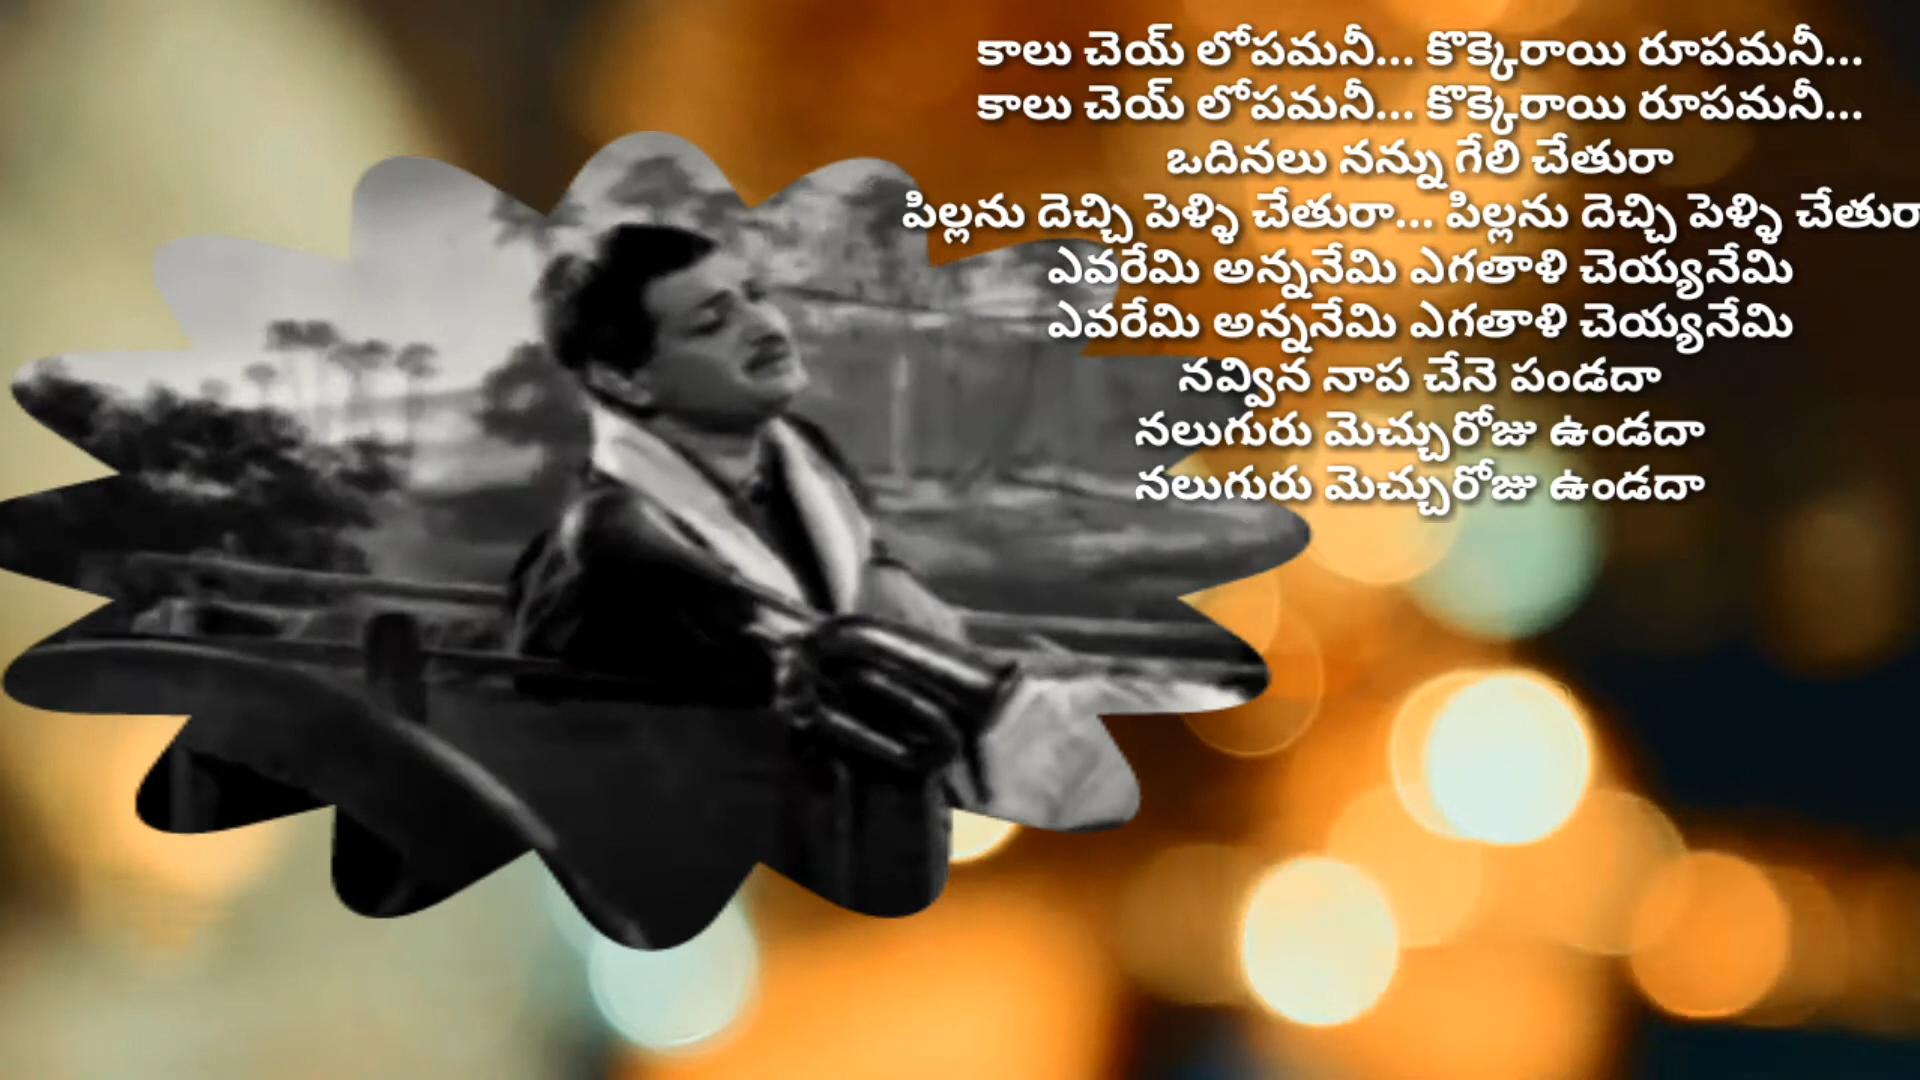 కాలు చెయ్ లోపమనీ... కొక్కెరాయి రూపమనీ...
కాలు చెయ్ లోపమనీ... కొక్కెరాయి రూపమనీ...
ఒదినలు నన్ను గేలి చేతురా
పిల్లను దెచ్చి పెళ్ళి చేతురా... పిల్లను దెచ్చి పెళ్ళి చేతురా
ఎవరేమి అన్ననేమి ఎగతాళి చెయ్యనేమి
ఎవరేమి అన్ననేమి ఎగతాళి చెయ్యనేమి
నవ్విన నాప చేనె పండదా
నలుగురు మెచ్చురోజు ఉండదా
నలుగురు మెచ్చురోజు ఉండదా